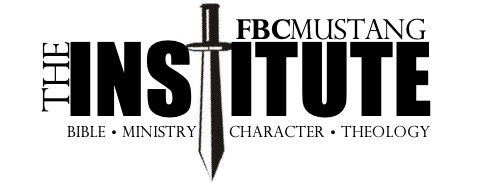 FBCMUSTANG
THE INSTITUTE
BIBLE • MINISTRY CHARACTER • THEOLOGY